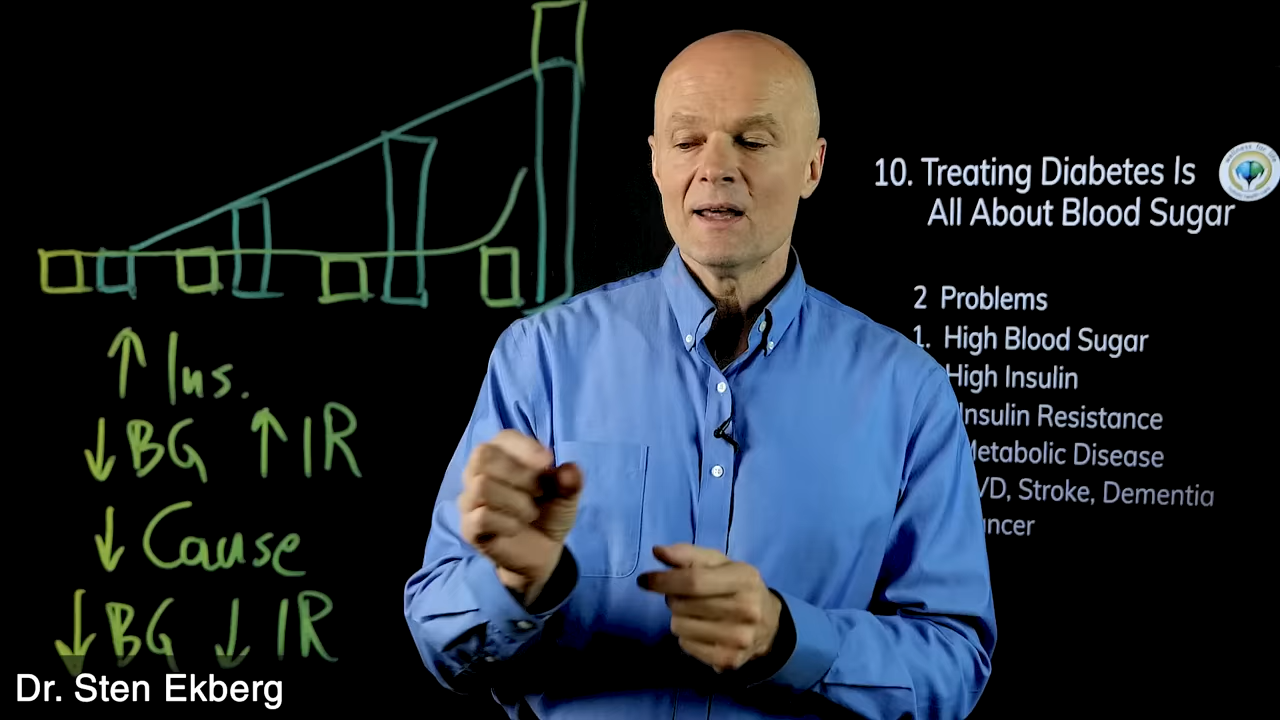 ↑ Ins.
↓ BG ↑ IR
↓ Cause
↓ BG ↓ IR
Dr. Sten Ekberg
10. Treating Diabetes Is
All About Blood Sugar
2 Problems
1. High Blood Sugar
High Insulin
Insulin Resistance
Disease
Stroke, Dementia